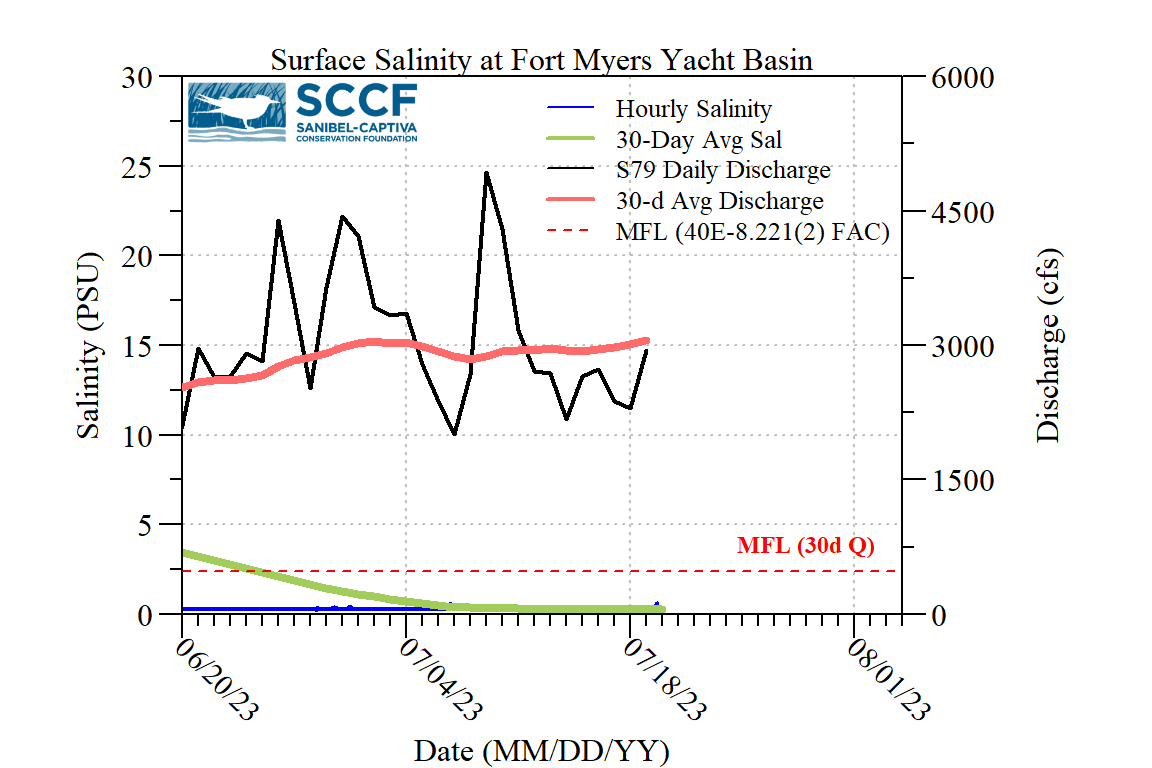 Surface Salinity at Fort Myers Yacht Basin
SCCF
SANIBEL-CAPTIVA
CONSERVATION FOUNDATION
Hourly Salinity
30-Day Avg Sal
S79 Daily Discharge
30-d Avg Discharge
MFL (40E-8.221(2) FAC)
30
25
20
15
10
5
0
Salinity (PSU)
6000
4500
3000
1500
0
Discharge (cfs)
MFL (30d Q)
06/20/23
07/04/23
07/18/23
08/01/23
Date (MM/DD/YY)